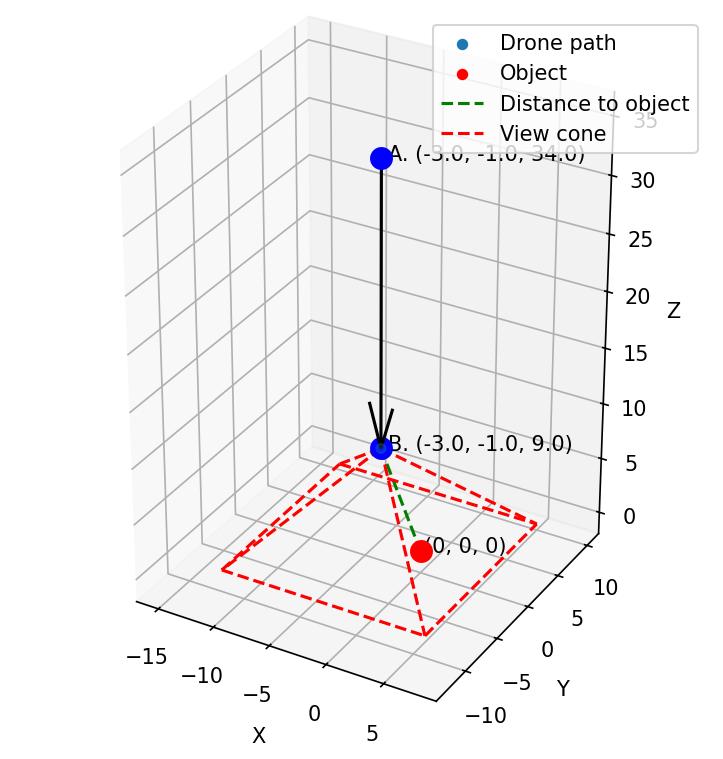 Drone path
Object
Distance to object
View cone
35
A. (-3.0, -1.0, 34.0)
30
25
20
Z
15
10
B. (-3.0, -1.0, 9.0)
5
0
(0, 0, 0)
10
5
0
−5
−10
Y
−15
−10
−5
0
5
X